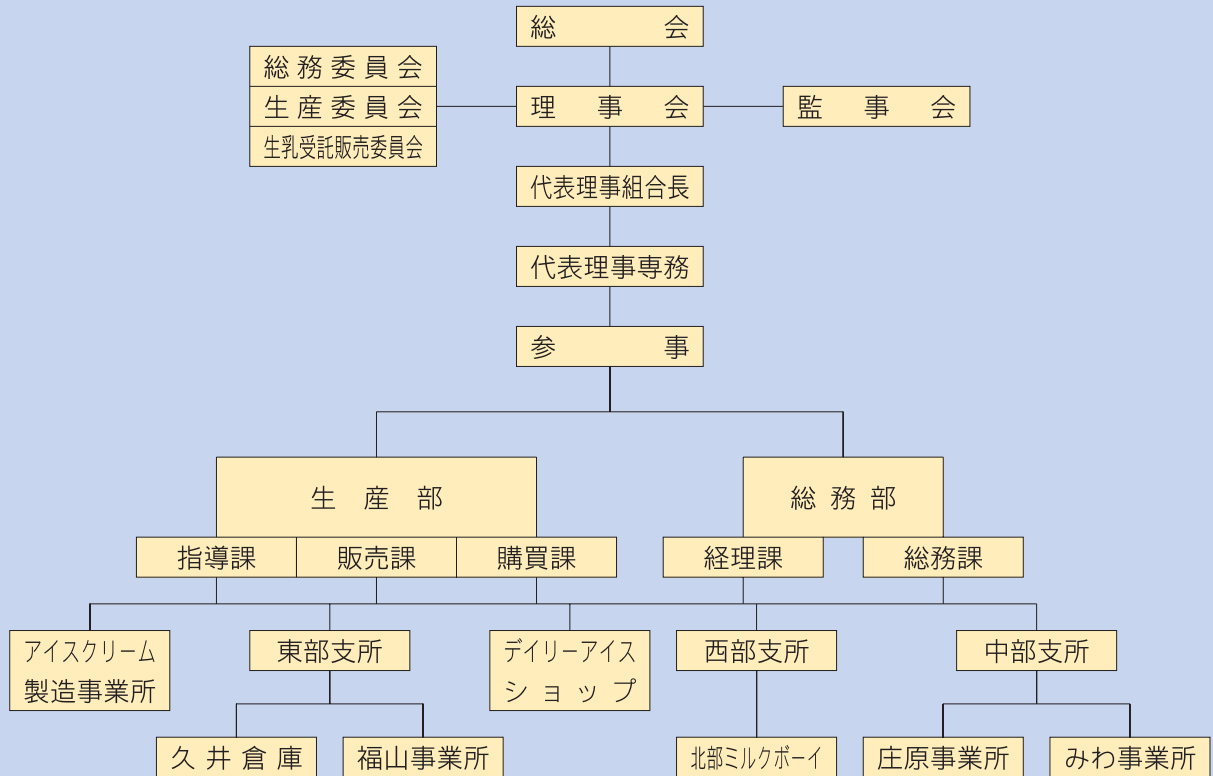 総会
総務委員会
生産委員会
生乳受託販売委員会
理事会
監事会
代表理事組合長
代表理事専務
参事
生産部
総務部
指導課
販売課
購買課
経理課
総務課
アイスクリーム
製造事業所
東部支所
デイリーアイス
ショップ
西部支所
中部支所
久井倉庫
福山事業所
北部ミルクボーイ
庄原事業所
みわ事業所